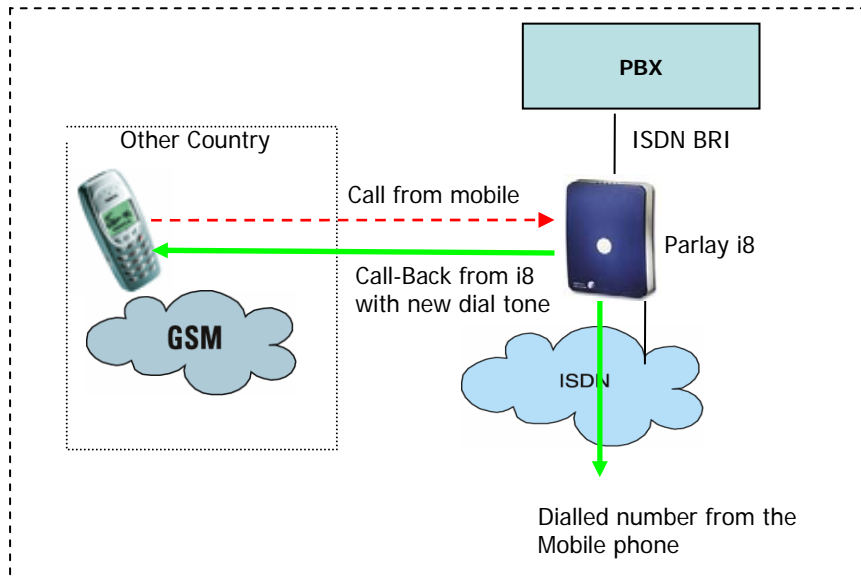 PBX
Other Country
ISDN BRI
Call from mobile
Parlay i8
Call-Back from i8
with new dial tone
GSM
ISDN
Dialled number from the
Mobile phone